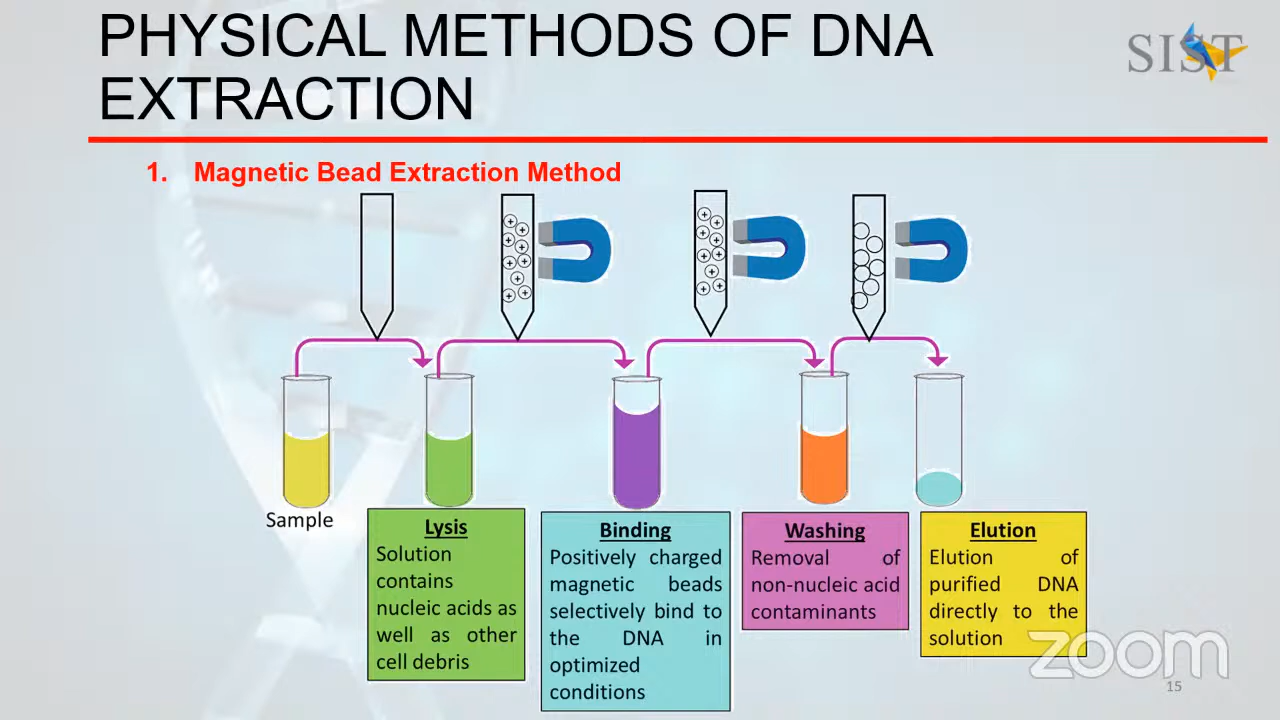 PHYSICAL METHODS OF DNA
EXTRACTION
SIST
1. Magnetic Bead Extraction Method
Sample
Lysis
Solution
contains
nucleic acids as
well as other
cell debris
Binding
Positively charged
magnetic beads
selectively bind to
the DNA in
optimized
conditions
Washing
Removal of
non-nucleic acid
contaminants
Elution
Elution of
purified DNA
directly to the
solution
zoom
15